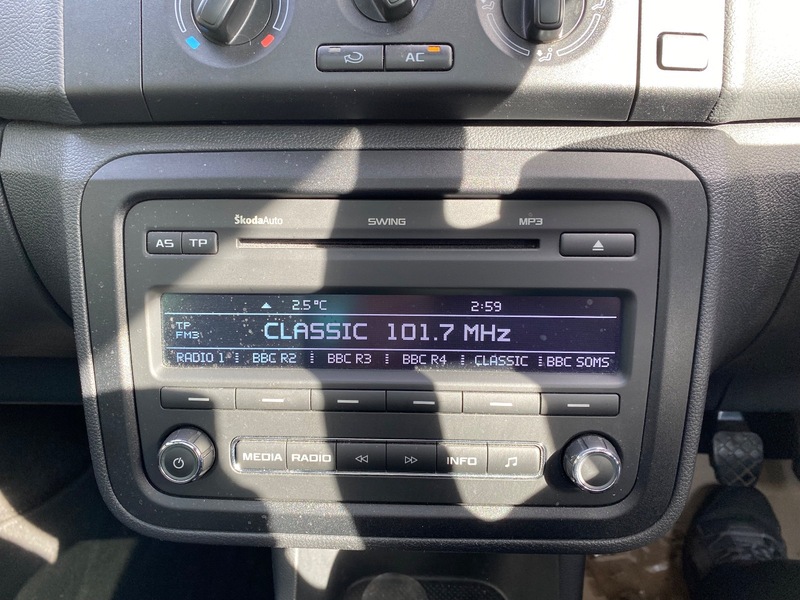 AC
ŠkodaAuto SWING MP3
AS TP
2.5°C 2:59
TP
FM3
CLASSIC 101.7 MHz
RADIO 1 BBC R2 BBC R3 BBC R4 CLASSIC BBC SOMS
MEDIA RADIO INFO